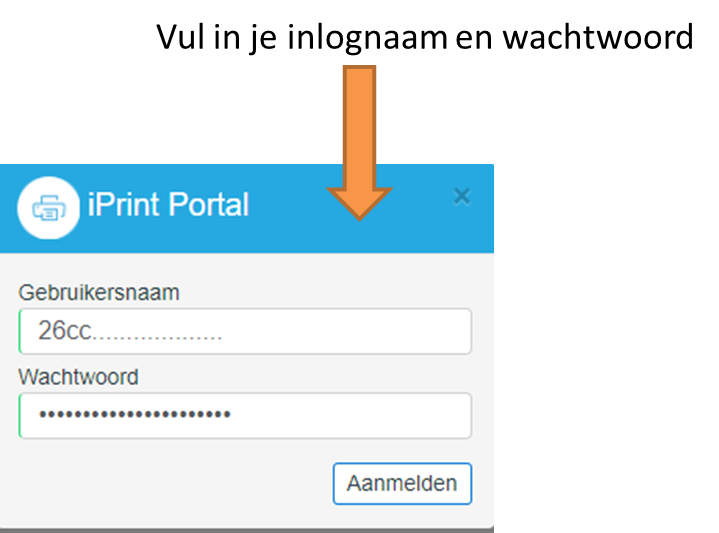 Vul in je inlognaam en wachtwoord
iPrint Portal
×
Gebruikersnaam
26cc...................
Wachtwoord
••••••••••••••••••••••
Aanmelden